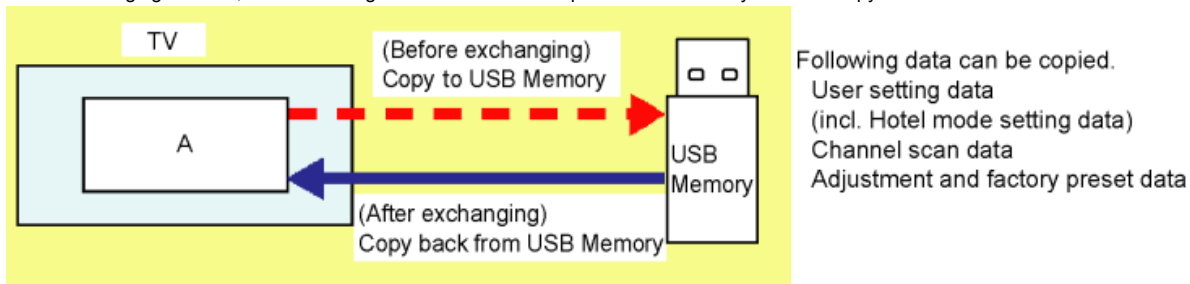 TV
(Before exchanging)
Copy to USB Memory
A
USB
Memory
(After exchanging)
Copy back from USB Memory
Following data can be copied.
User setting data
(incl. Hotel mode setting data)
Channel scan data
Adjustment and factory preset data